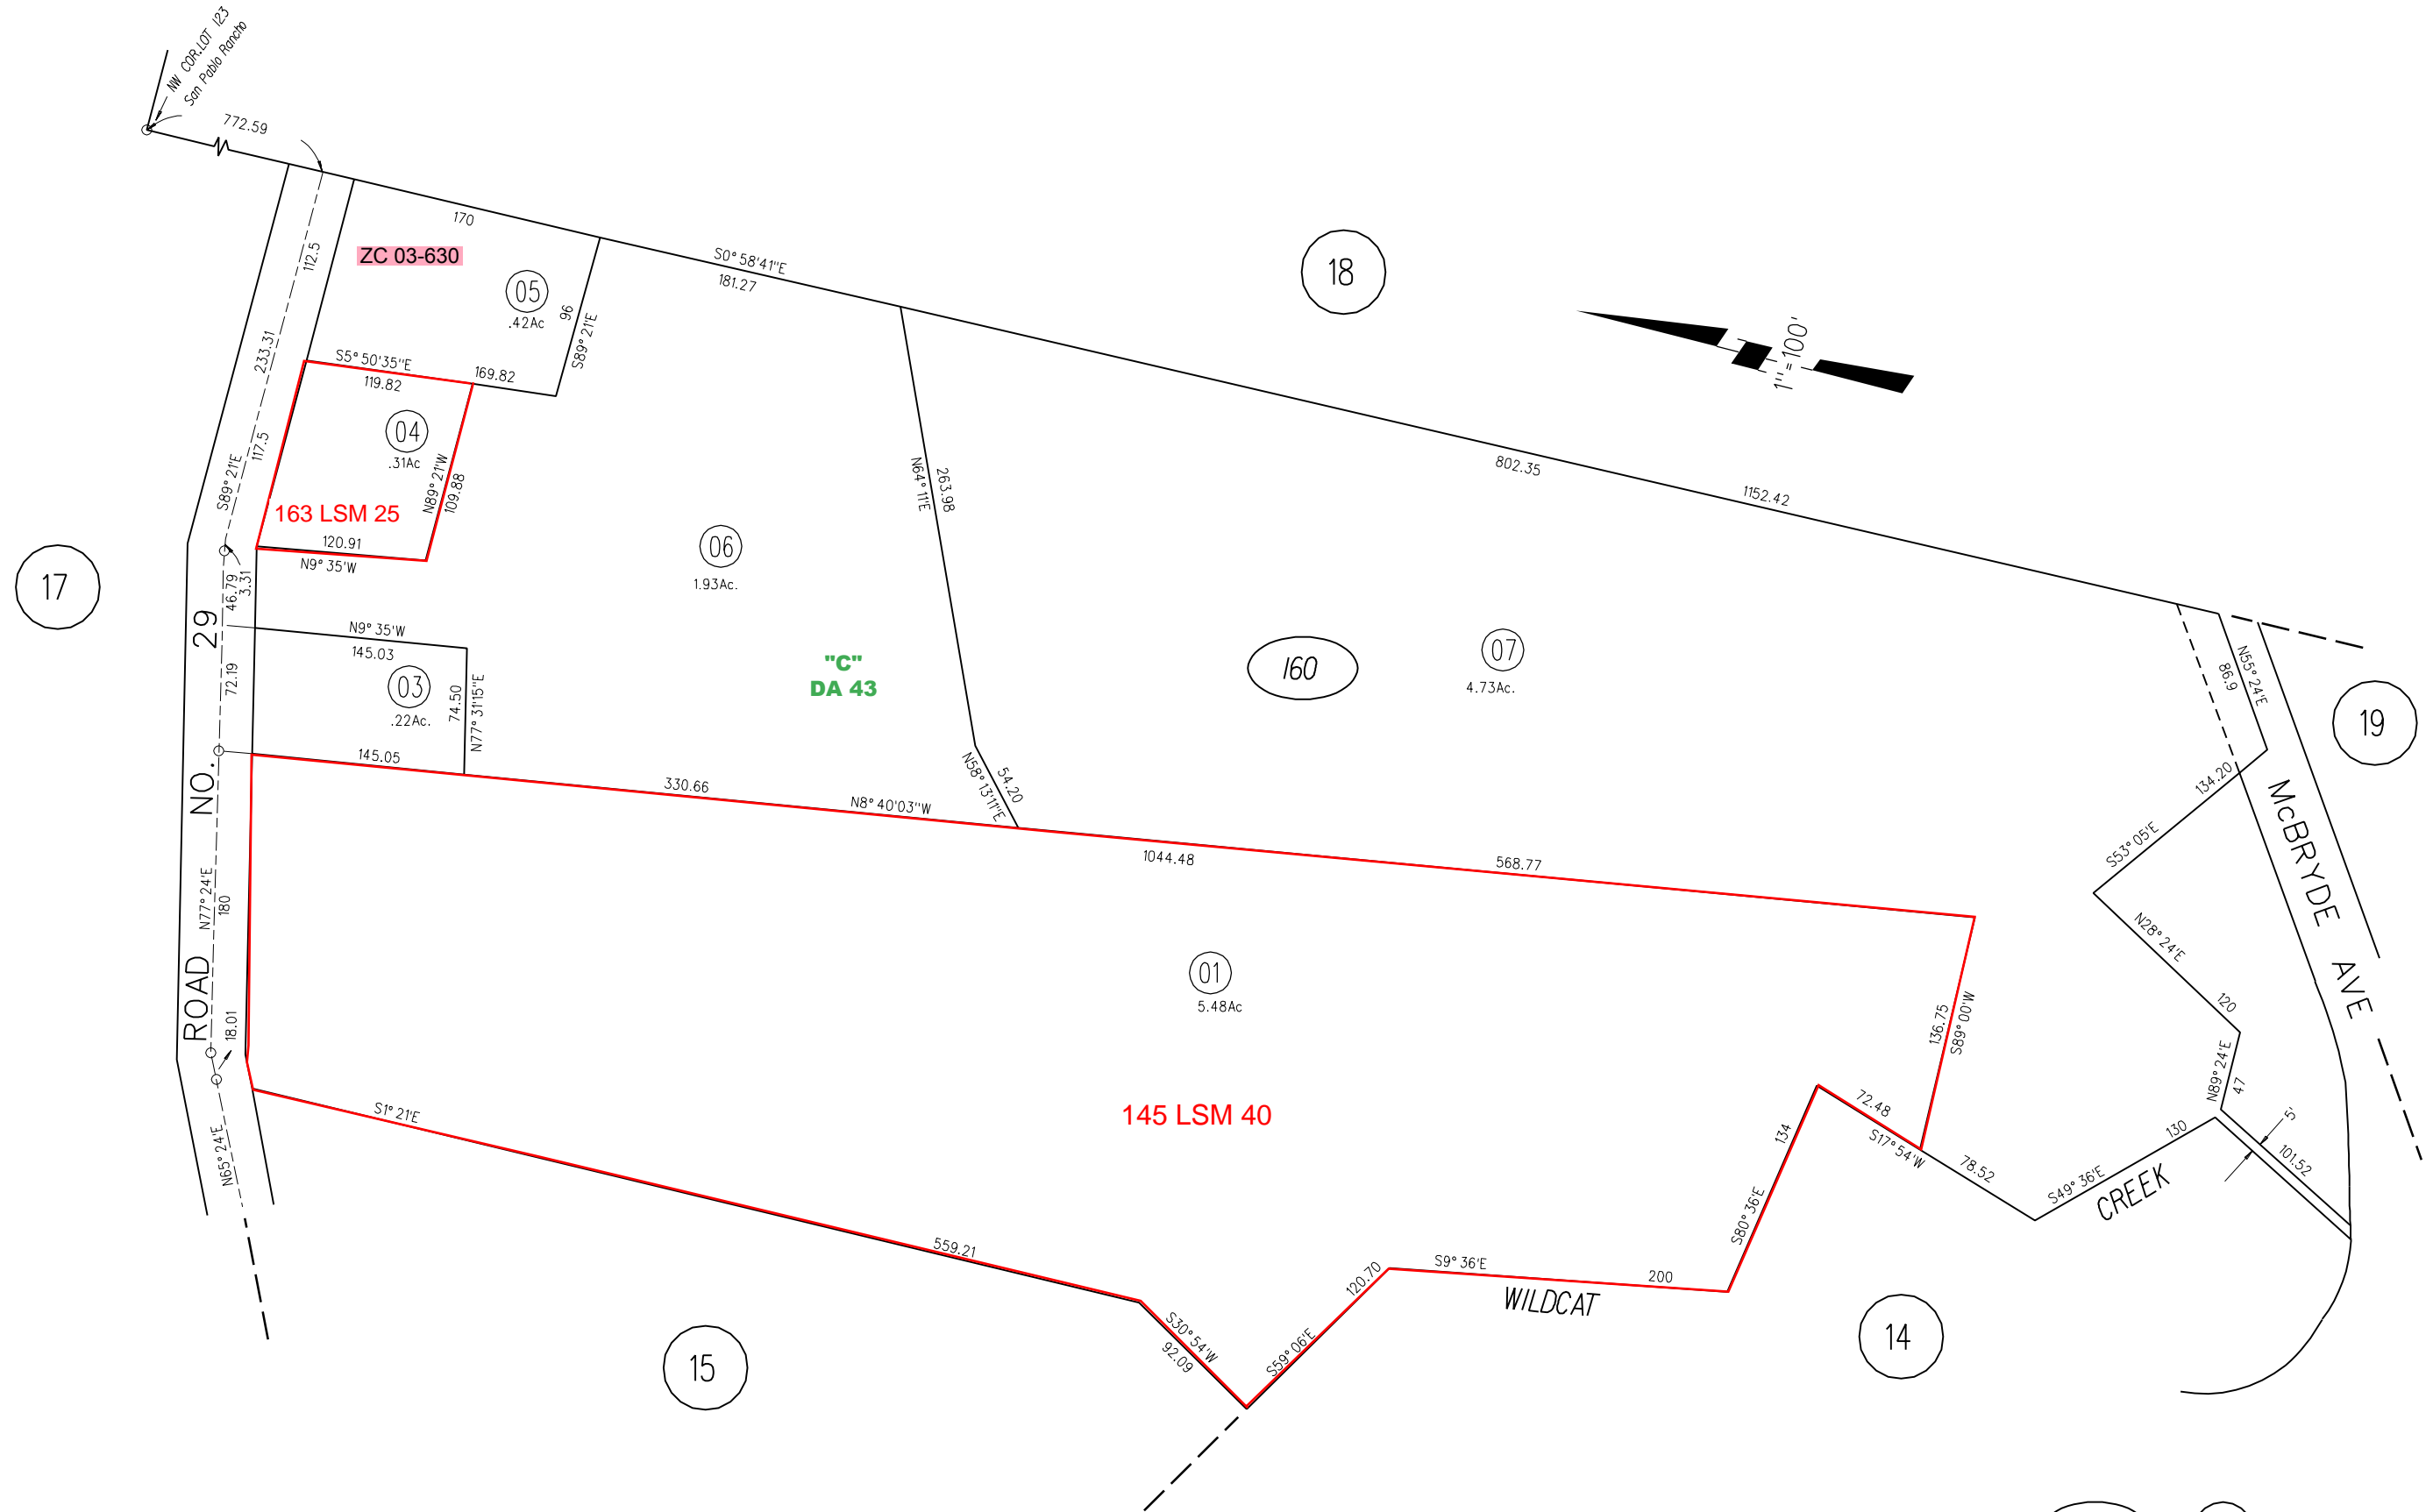 NW COR.LOT 123
San Pablo Rancho
772.59
170
S0°58'41"E
181.27
112.5
ZC 03-630
05
.42Ac
96
S89°21'E
18
1"=100'
233.31
S5°50'35"E
119.82
169.82
04
.31Ac
117.5
N89°21'W
109.88
S89°21'E
163 LSM 25
120.91
N9°35'W
N64°11'E
263.98
802.35
1152.42
17
06
1.93Ac.
46.79
3.31
ROAD NO. 29
N9°35'W
145.03
03
.22Ac.
72.19
74.50
N77°31'15"E
"C"
DA 43
160
07
4.73Ac.
N55°24'E
86.9
19
145.05
330.66
N8°40'03"W
N58°13'11"E
54.20
1044.48
568.77
134.20
S53°05'E
McBRYDE AVE
N77°24'E
180
18.01
01
5.48Ac
136.75
S89°00'W
N28°24'E
120
N89°24'E
47
5
101.52
N65°24'E
S1°21'E
145 LSM 40
134
S80°36'E
72.48
S17°54'W
78.52
130
S49°36'E
CREEK
559.21
S30°54'W
92.09
120.70
S59°06'E
S9°36'E
200
WILDCAT
15
14